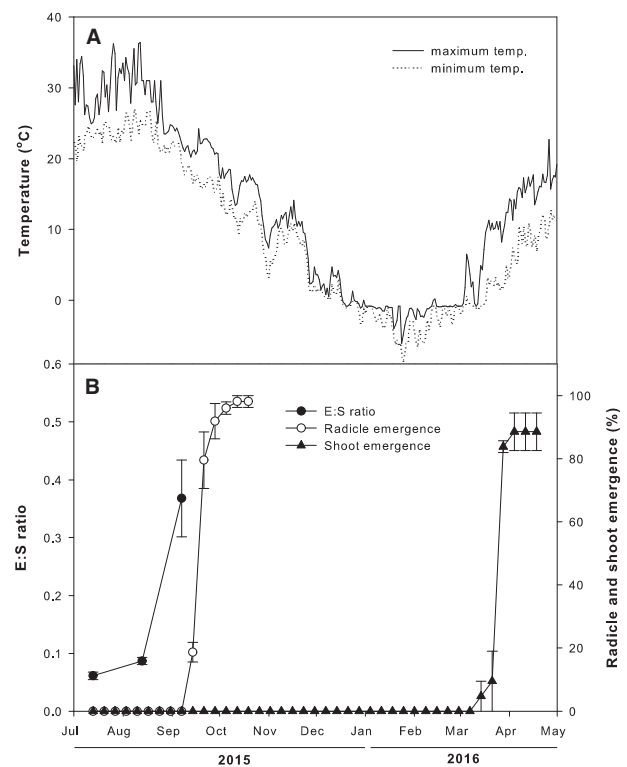 40
A
maximum temp.
minimum temp.
30
20
10
0
Temperature (°C)
0.6
B
E:S ratio
Radicle emergence
Shoot emergence
0.5
0.4
0.3
0.2
0.1
0.0
E:S ratio
100
80
60
40
20
0
Radicle and shoot emergence (%)
Jul Aug Sep Oct Nov Dec Jan Feb Mar Apr May
2015 2016